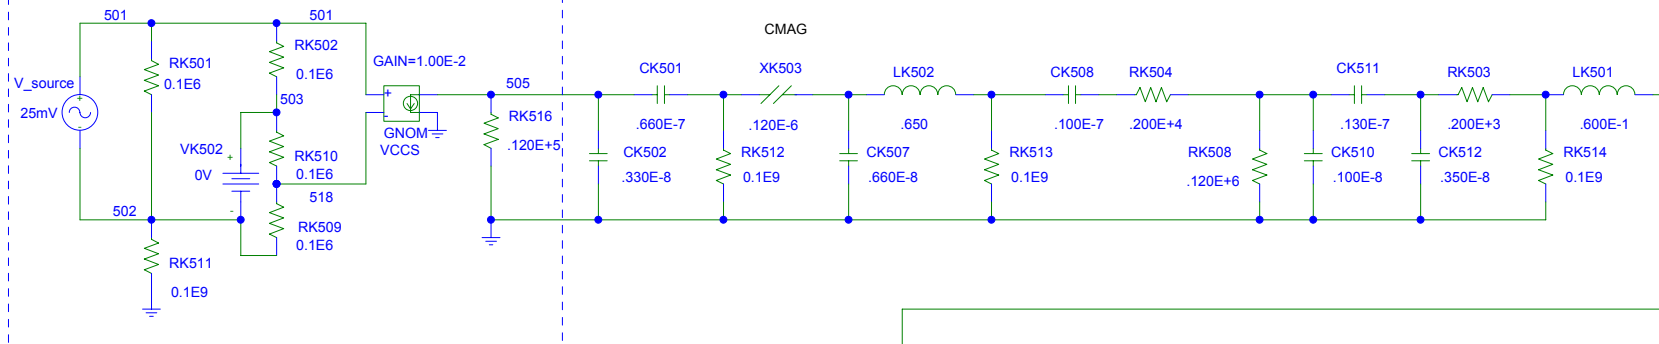 501
501
CMAG
RK501
0.1E6
RK502
0.1E6
GAIN=1.00E-2
V_source
25mV
+
-
503
+
-
GNOM
VCCS
505
RK516
.120E+5
VK502
+
0V
-
RK510
0.1E6
518
502
RK509
0.1E6
RK511
0.1E9
CK501
.660E-7
XK503
.120E-6
LK502
.650
CK508
.100E-7
RK504
.200E+4
CK511
.130E-7
RK503
.200E+3
LK501
.600E-1
CK502
.330E-8
RK512
0.1E9
CK507
.660E-8
RK513
0.1E9
RK508
.120E+6
CK510
.100E-8
CK512
.350E-8
RK514
0.1E9